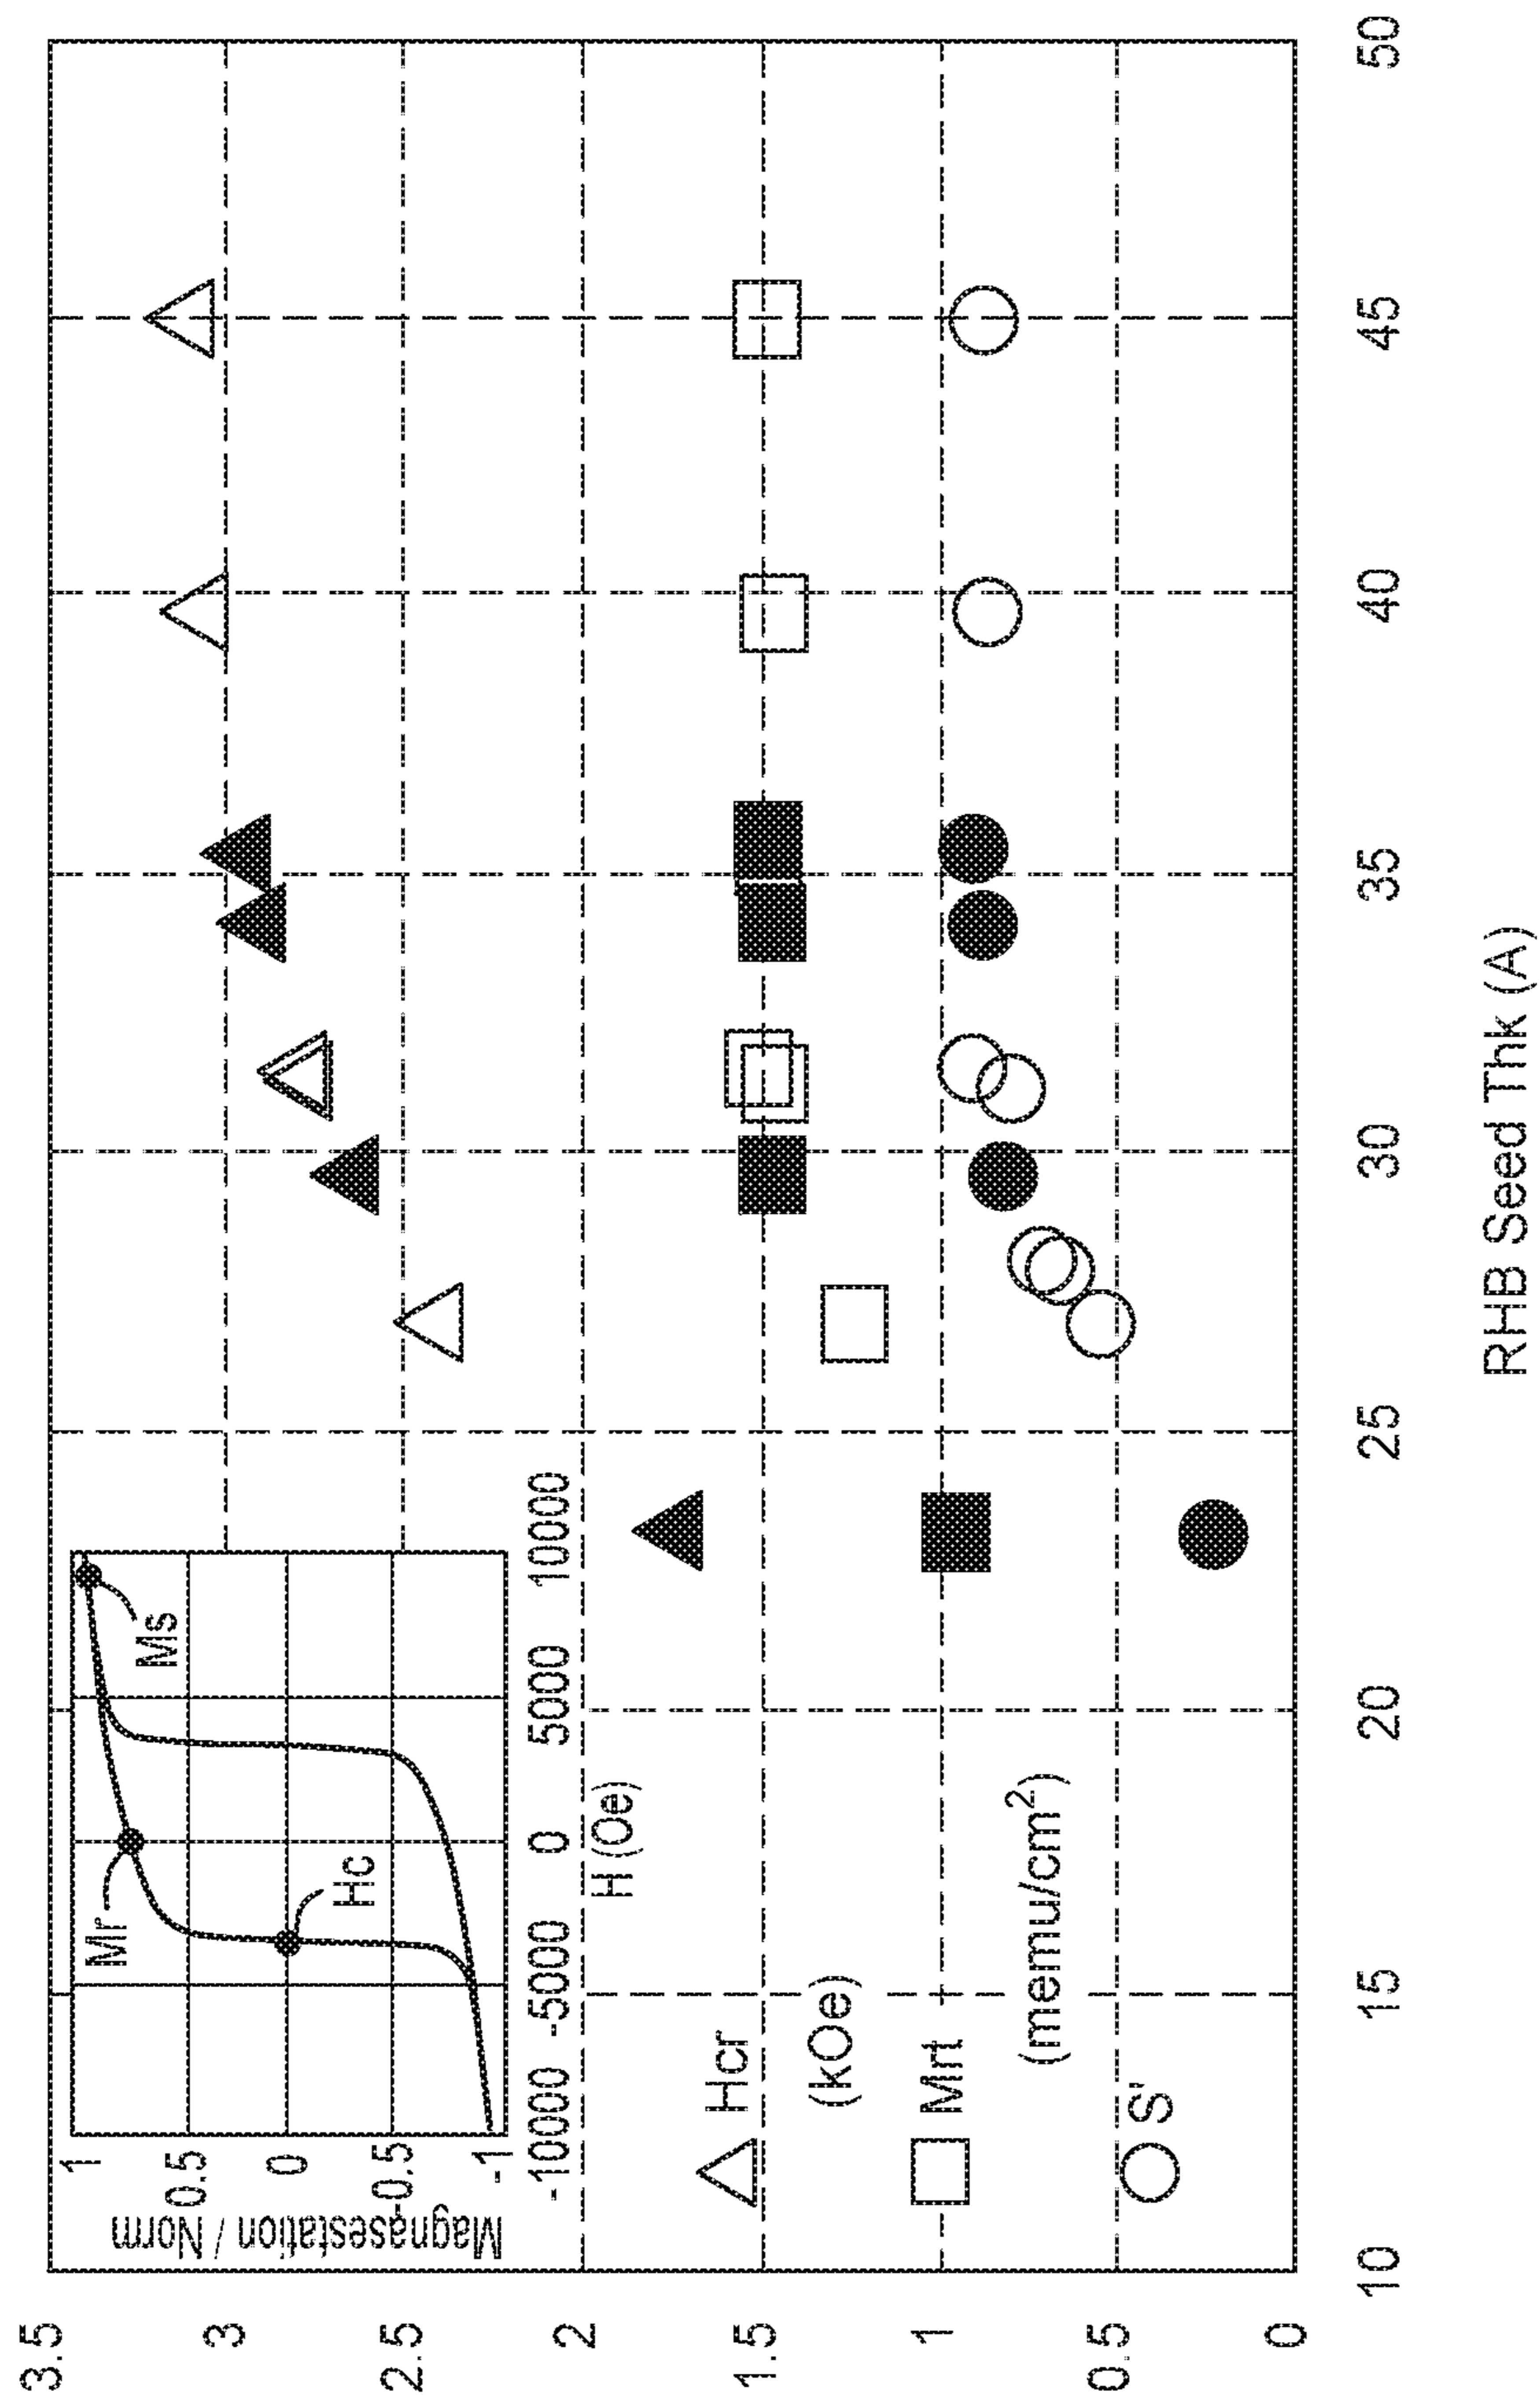 3.5
3
2.5
2
1.5
1
0.5
0
10
15
20
25
30
35
40
45
50
RHB Seed Thk (A)
Magnasestation / Norm
1
0.5
0
-0.5
-1
-10000
-5000
0
5000
10000
H (Oe)
Mr
Ms
Hc
Hcr
(kOe)
Mrt
(memu/cm²)
S'